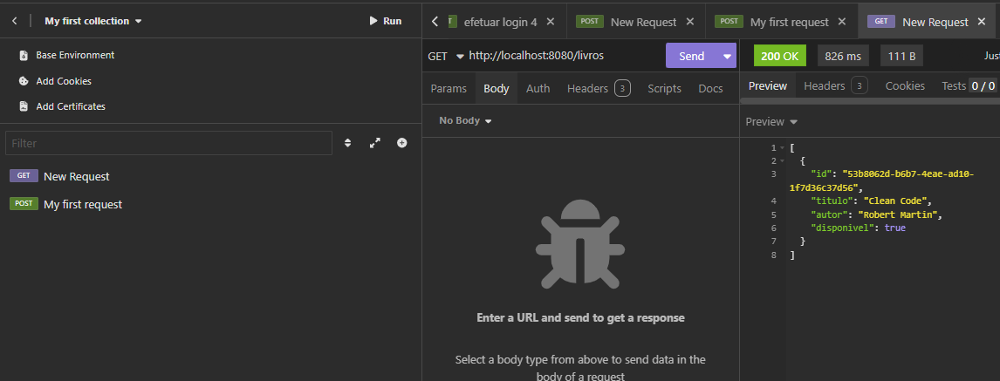 My first collection
Run
Base Environment
Add Cookies
Add Certificates
Filter
GET New Request
POST My first request
efetuar login 4
POST New Request
POST My first request
GET New Request
GET http://localhost:8080/livros
Send
Params Body Auth Headers 3 Scripts Docs
No Body
Enter a URL and send to get a response
Select a body type from above to send data in the
body of a request
200 OK 826 ms 111 B Jus
Preview Headers 3 Cookies Tests 0 / 0
Preview
1 [
2 {
3 "id": "53b8062d-b6b7-4eae-ad10-
1f7d36c37d56",
4 "titulo": "Clean Code",
5 "autor": "Robert Martin",
6 "disponivel": true
7 }
8 ]